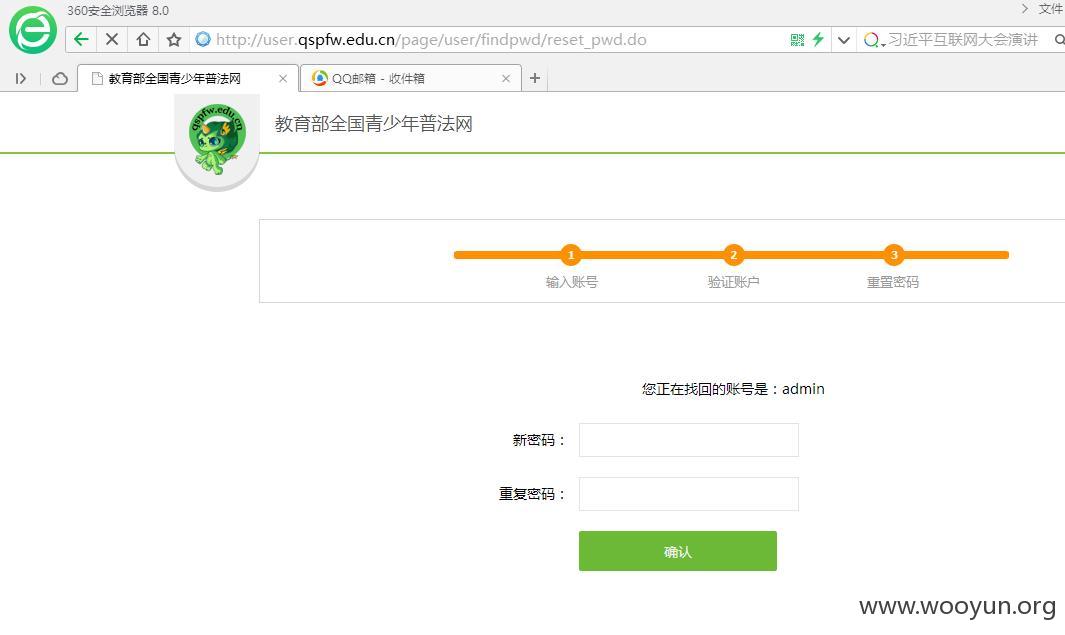 360安全浏览器 8.0
文件
http://user.qspfw.edu.cn/page/user/findpwd/reset_pwd.do
习近平互联网大会演讲
教育部全国青少年普法网
QQ邮箱 - 收件箱
qspfw.edu.cn
教育部全国青少年普法网
1 2 3
输入账号 验证账户 重置密码
您正在找回的账号是：admin
新密码：
重复密码：
确认
www.wooyun.org